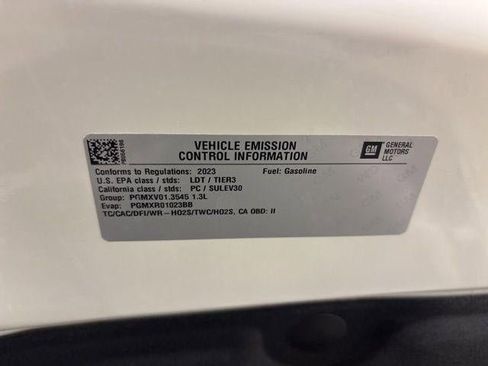 VEHICLE EMISSION
CONTROL INFORMATION
GM GENERAL MOTORS LLC
Conforms to Regulations: 2023 Fuel: Gasoline
U.S. EPA class / stds: LDT / TIER3
California class / stds: PC / SULEV30
Group: PGMXV01.3545 1.3L
Evap: PGMXR01023BB
TC/CAC/DFI/WR-HO2S/TWC/HO2S, CA OBD: II